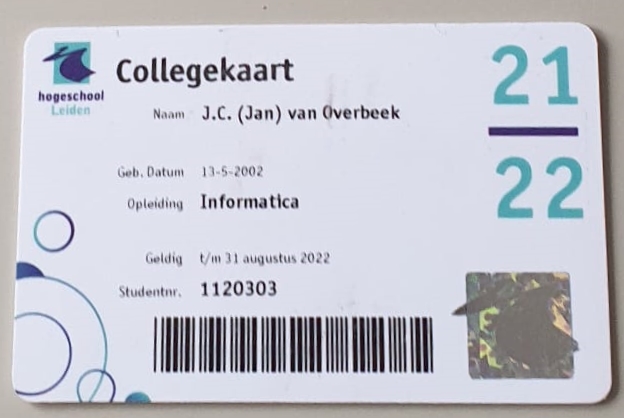 hogeschool
Leiden
Collegekaart
21
22
Naam J.C. (Jan) van Overbeek
Geb. Datum 13-5-2002
Opleiding Informatica
Geldig t/m 31 augustus 2022
Studentnr. 1120303